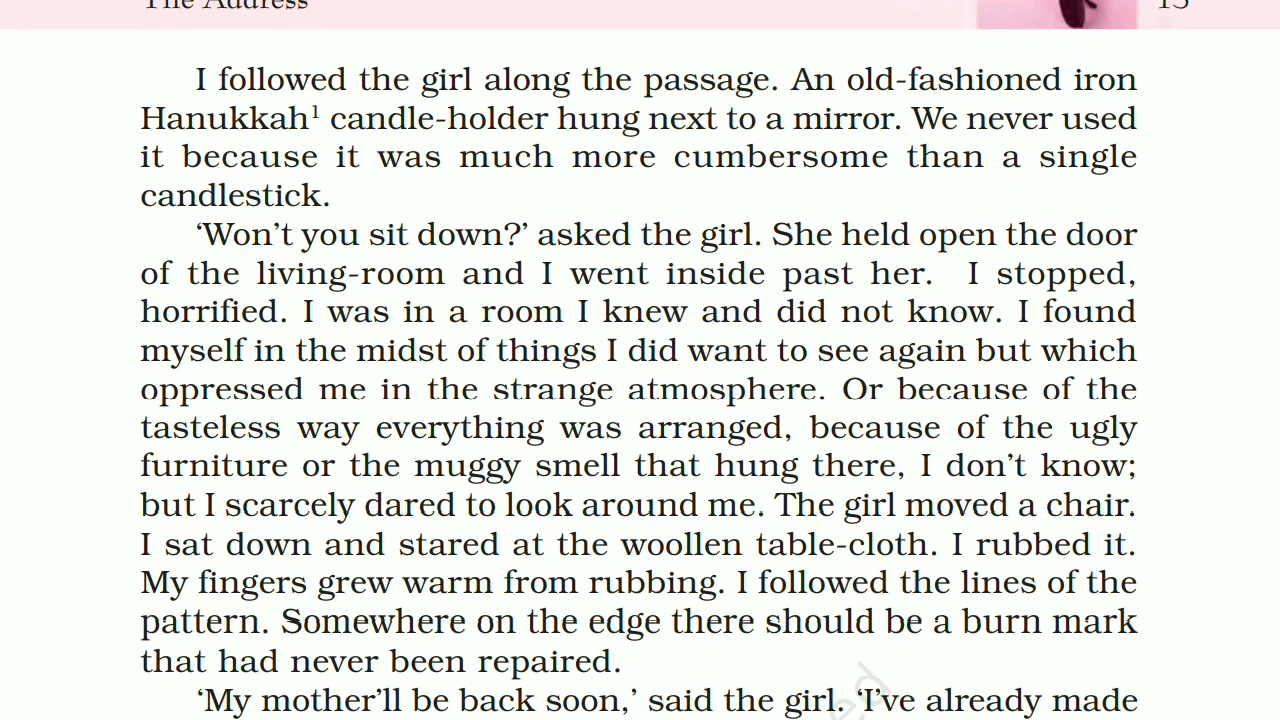 The Address 13
I followed the girl along the passage. An old-fashioned iron
Hanukkah¹ candle-holder hung next to a mirror. We never used
it because it was much more cumbersome than a single
candlestick.
‘Won’t you sit down?’ asked the girl. She held open the door
of the living-room and I went inside past her. I stopped,
horrified. I was in a room I knew and did not know. I found
myself in the midst of things I did want to see again but which
oppressed me in the strange atmosphere. Or because of the
tasteless way everything was arranged, because of the ugly
furniture or the muggy smell that hung there, I don’t know;
but I scarcely dared to look around me. The girl moved a chair.
I sat down and stared at the woollen table-cloth. I rubbed it.
My fingers grew warm from rubbing. I followed the lines of the
pattern. Somewhere on the edge there should be a burn mark
that had never been repaired.
‘My mother’ll be back soon,’ said the girl. ‘I’ve already made